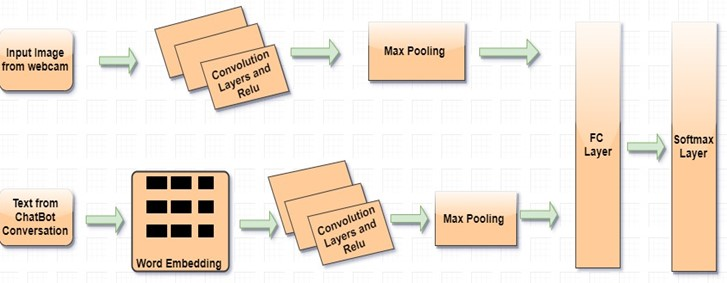 Input Image
from webcam
Convolution
Layers and
Relu
Max Pooling
FC
Layer
Softmax
Layer
Text from
ChatBot
Conversation
Word Embedding
Convolution
Layers and
Relu
Max Pooling